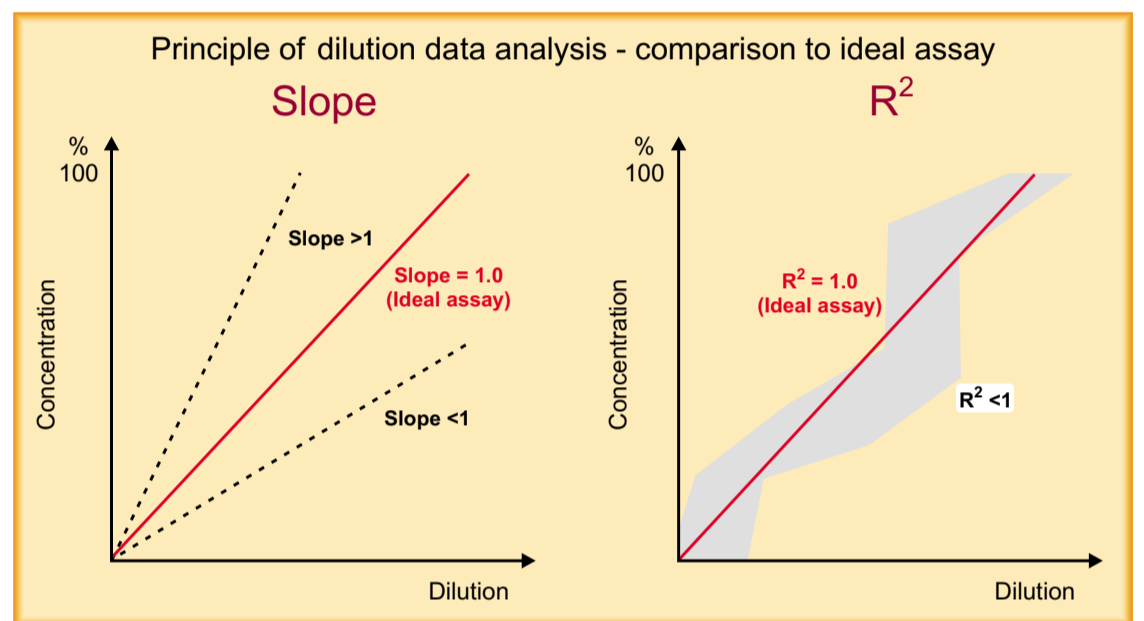 Principle of dilution data analysis - comparison to ideal assay
Slope
%
100
Slope >1
Slope = 1.0
(Ideal assay)
Slope <1
Concentration
Dilution
R²
%
100
R² = 1.0
(Ideal assay)
R² <1
Concentration
Dilution